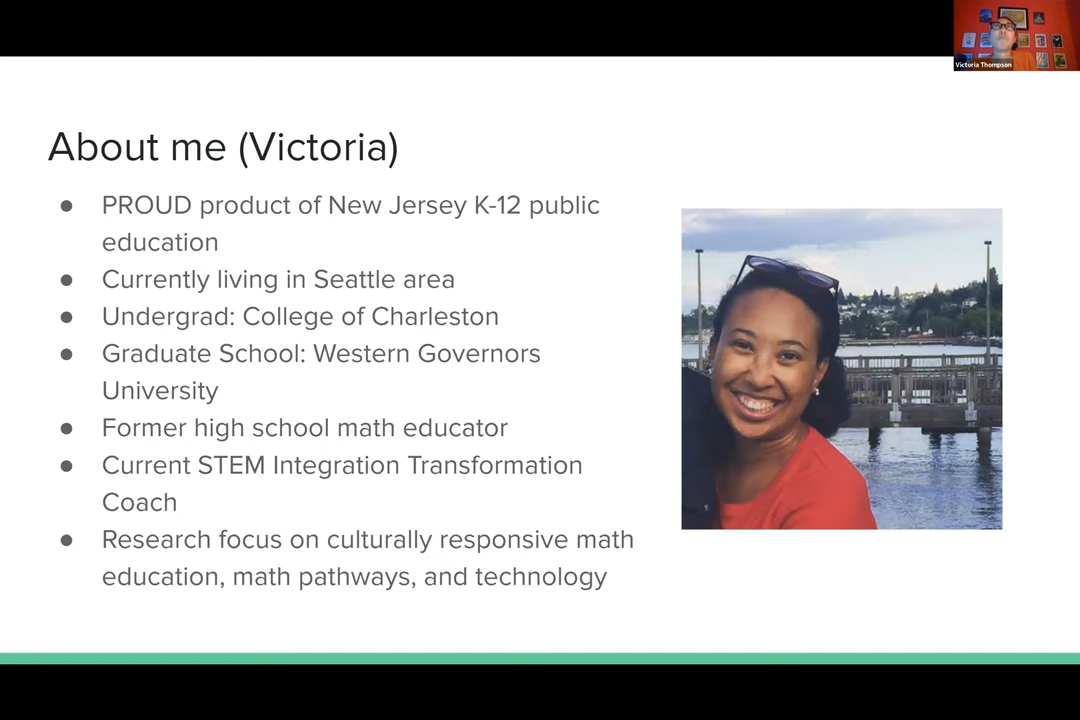 Victoria Thompson
About me (Victoria)
● PROUD product of New Jersey K-12 public
education
● Currently living in Seattle area
● Undergrad: College of Charleston
● Graduate School: Western Governors
University
● Former high school math educator
● Current STEM Integration Transformation
Coach
● Research focus on culturally responsive math
education, math pathways, and technology